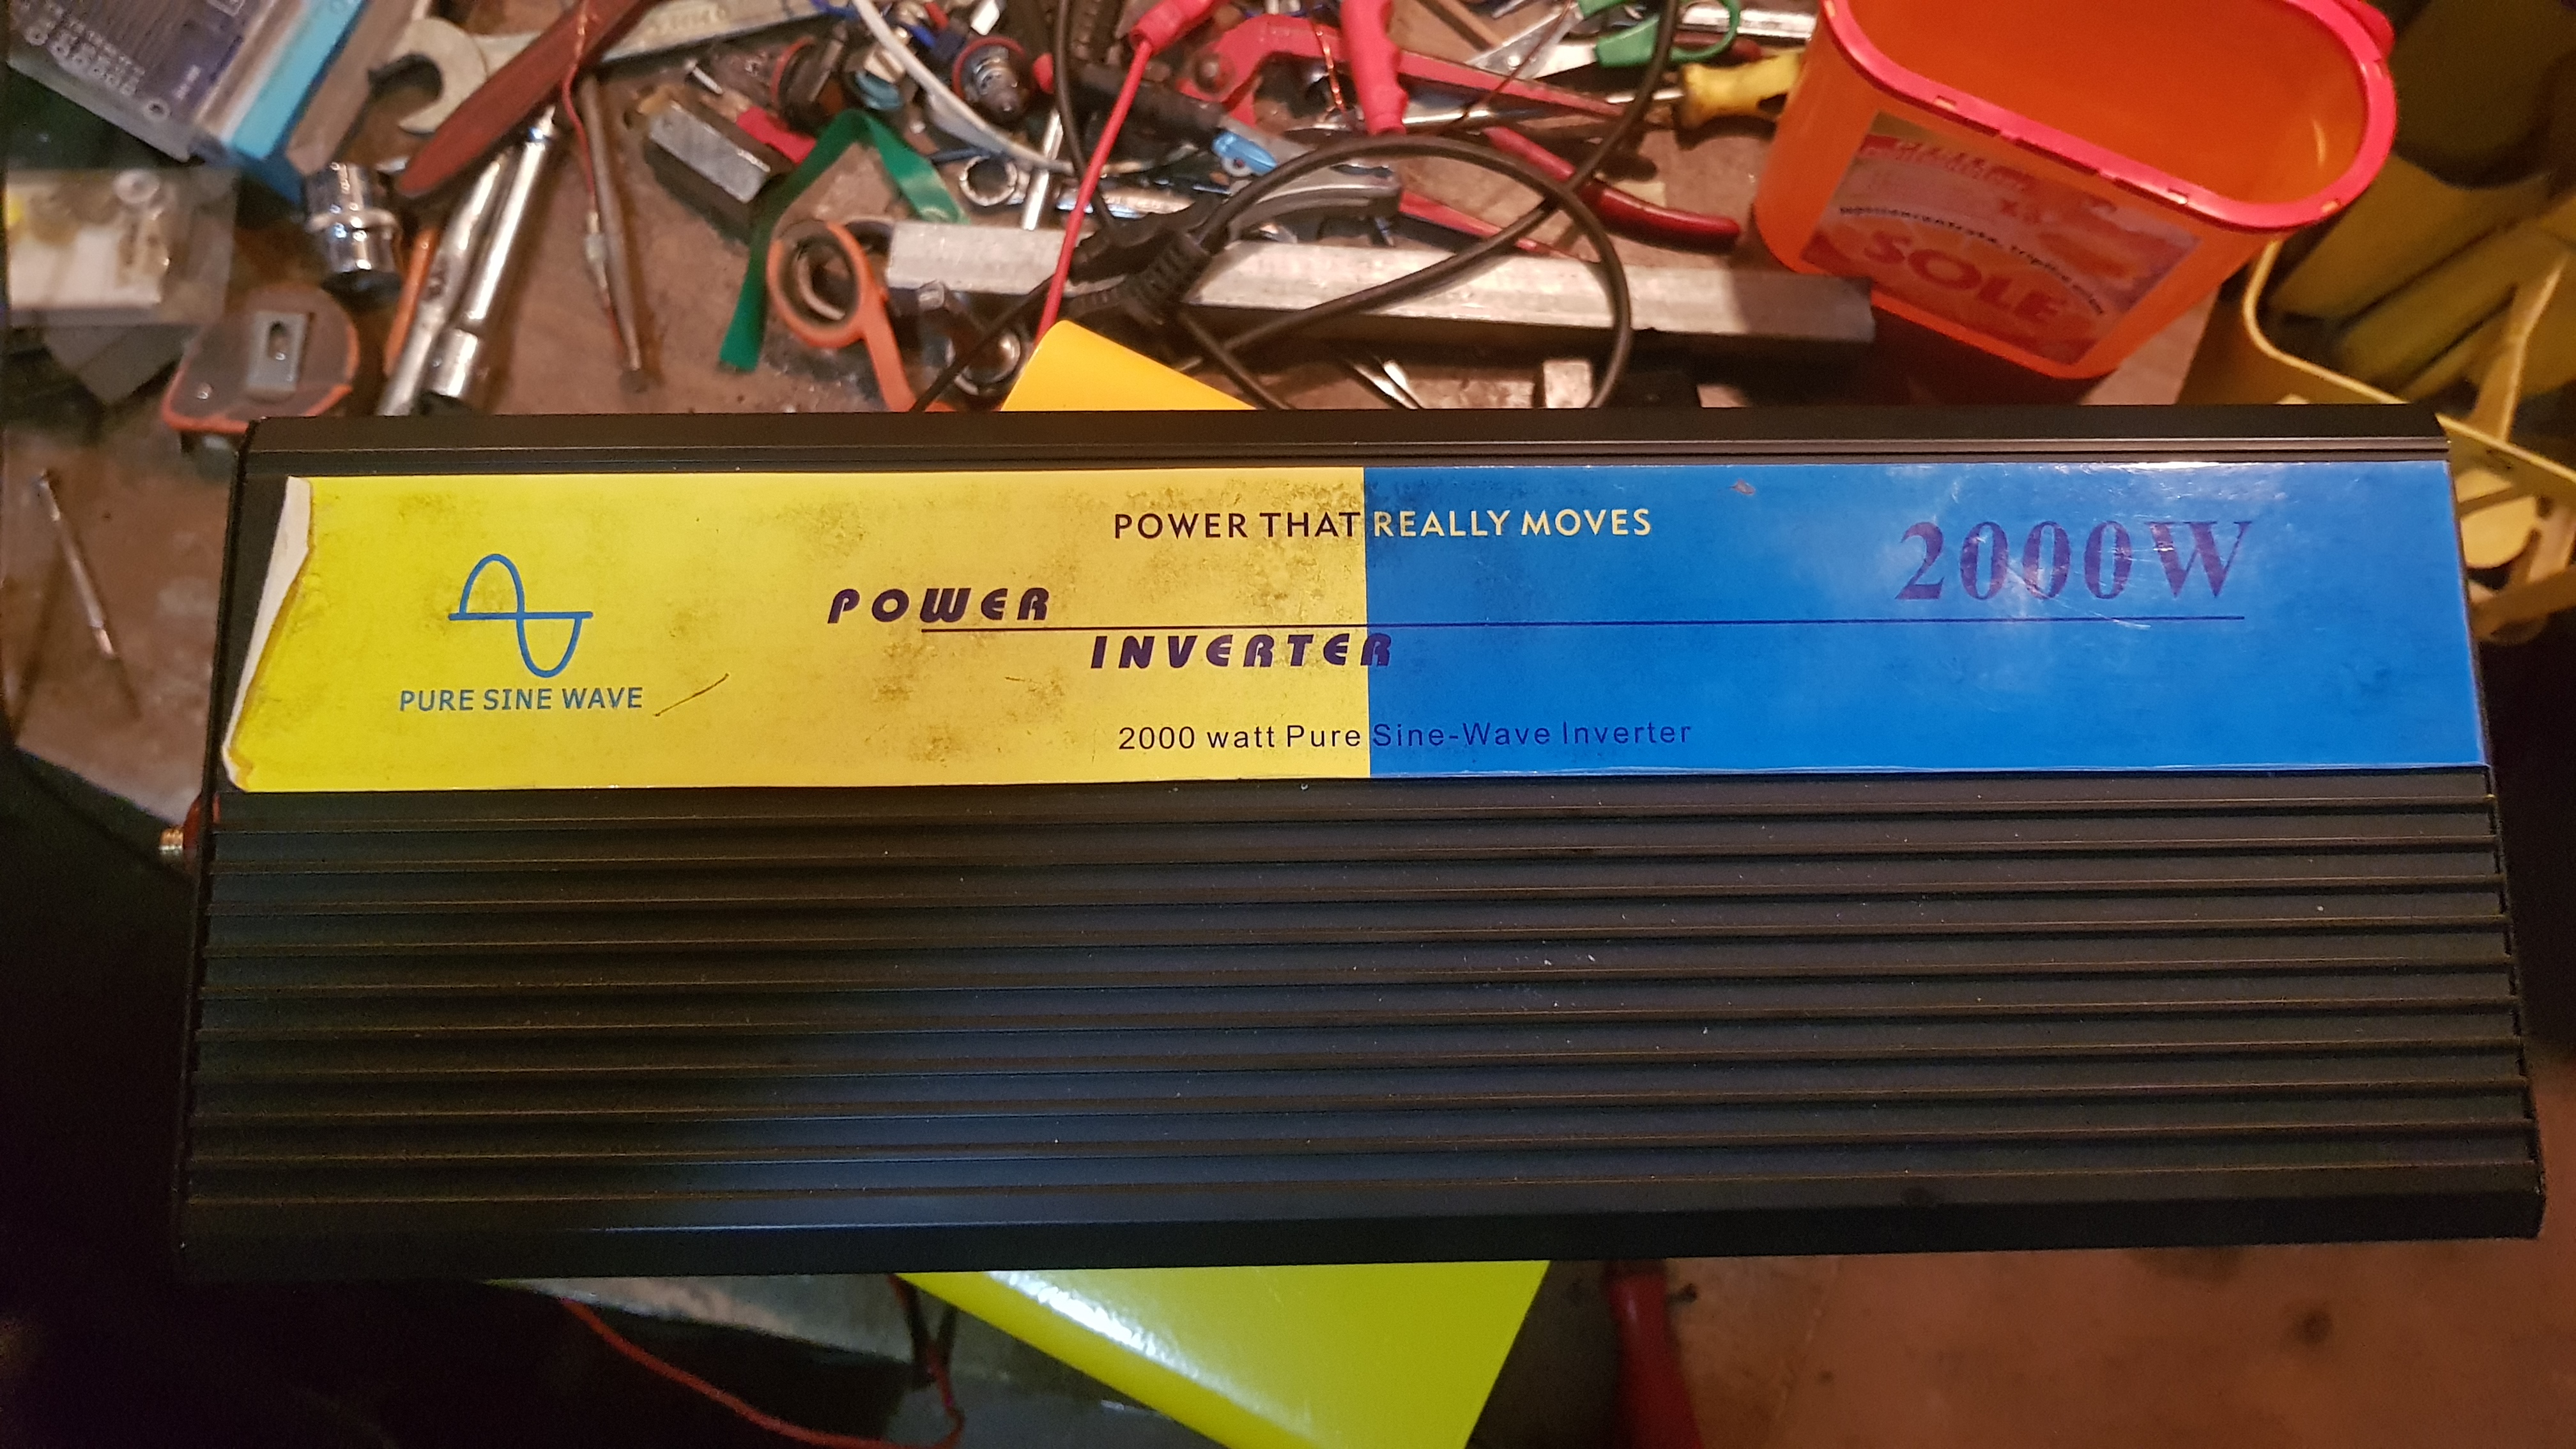 SOLE
POWER THAT REALLY MOVES
2000W
POWER
INVERTER
PURE SINE WAVE
2000 watt Pure Sine-Wave Inverter